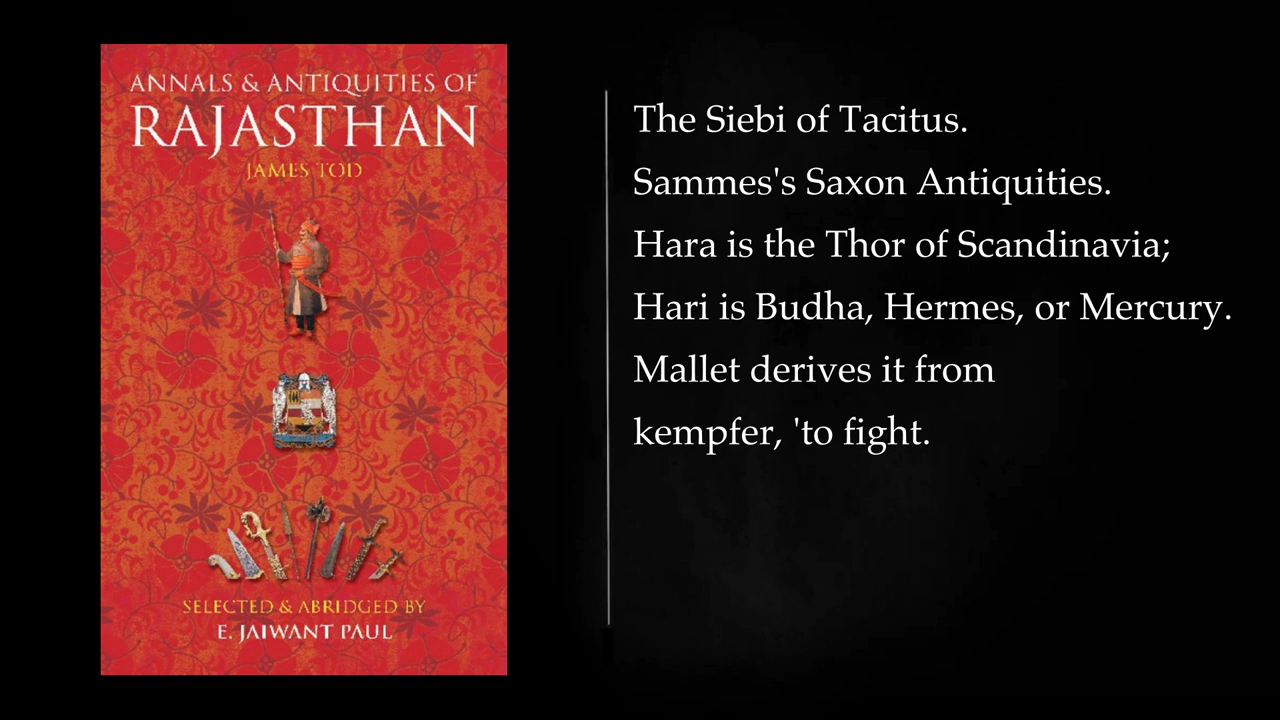 ANNALS & ANTIQUITIES OF
RAJASTHAN
JAMES TOD
SELECTED & ABRIDGED BY
E. JAIWANT PAUL
The Siebi of Tacitus.
Sammes's Saxon Antiquities.
Hara is the Thor of Scandinavia;
Hari is Budha, Hermes, or Mercury.
Mallet derives it from
kempfer, 'to fight.